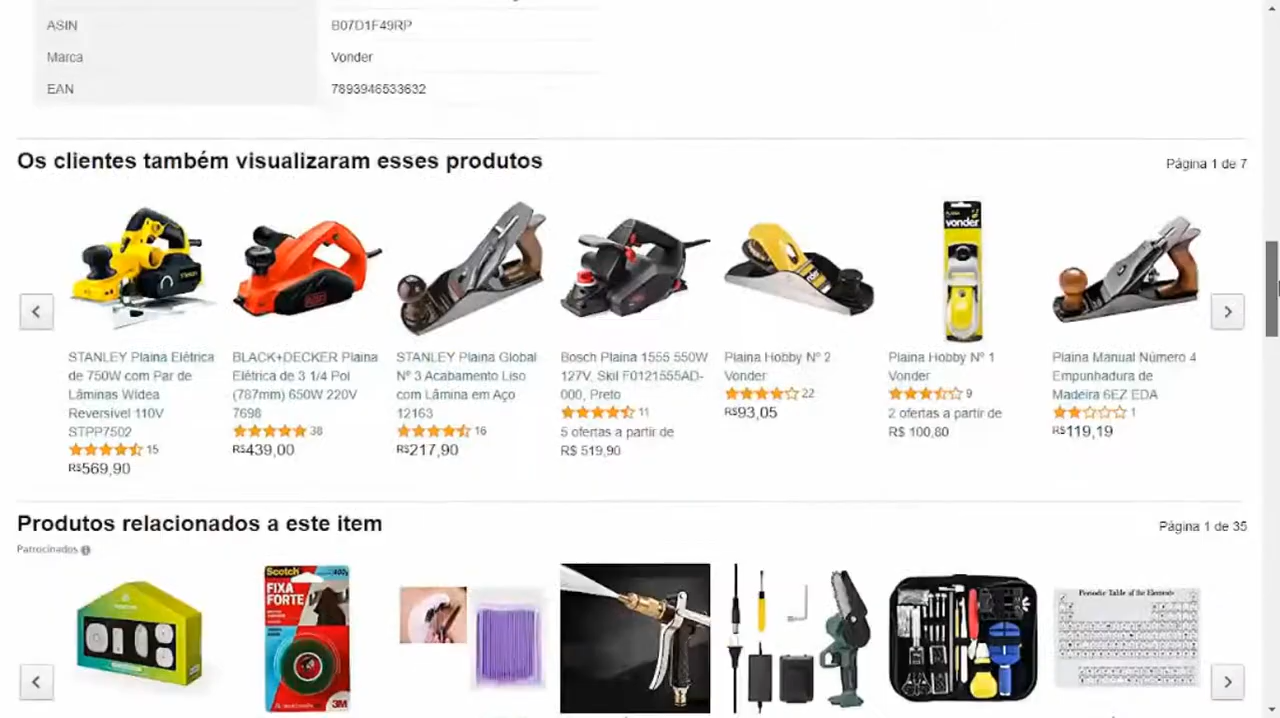 ASIN B07D1F49RP
Marca Vonder
EAN 7893946533632
Os clientes também visualizaram esses produtos
Página 1 de 7
vonder
STANLEY Plaina Elétrica
de 750W com Par de
Lâminas Widea
Reversível 110V
STPP7502
15
R$569,90
BLACK+DECKER Plaina
Elétrica de 3 1/4 Pol
(787mm) 650W 220V
7698
38
R$439,00
STANLEY Plaina Global
Nº 3 Acabamento Liso
com Lâmina em Aço
12163
16
R$217,90
Bosch Plaina 1555 550W
127V, Skil F0121555AD-
000, Preto
11
5 ofertas a partir de
R$ 519,90
Plaina Hobby Nº 2
Vonder
22
R$93,05
Plaina Hobby Nº 1
Vonder
9
2 ofertas a partir de
R$ 100,80
Plaina Manual Número 4
Empunhadura de
Madeira 6EZ EDA
1
R$119,19
Produtos relacionados a este item
Página 1 de 35
Patrocinados
Scotch
FIXA
FORTE
3M
Periodic Table of the Elements